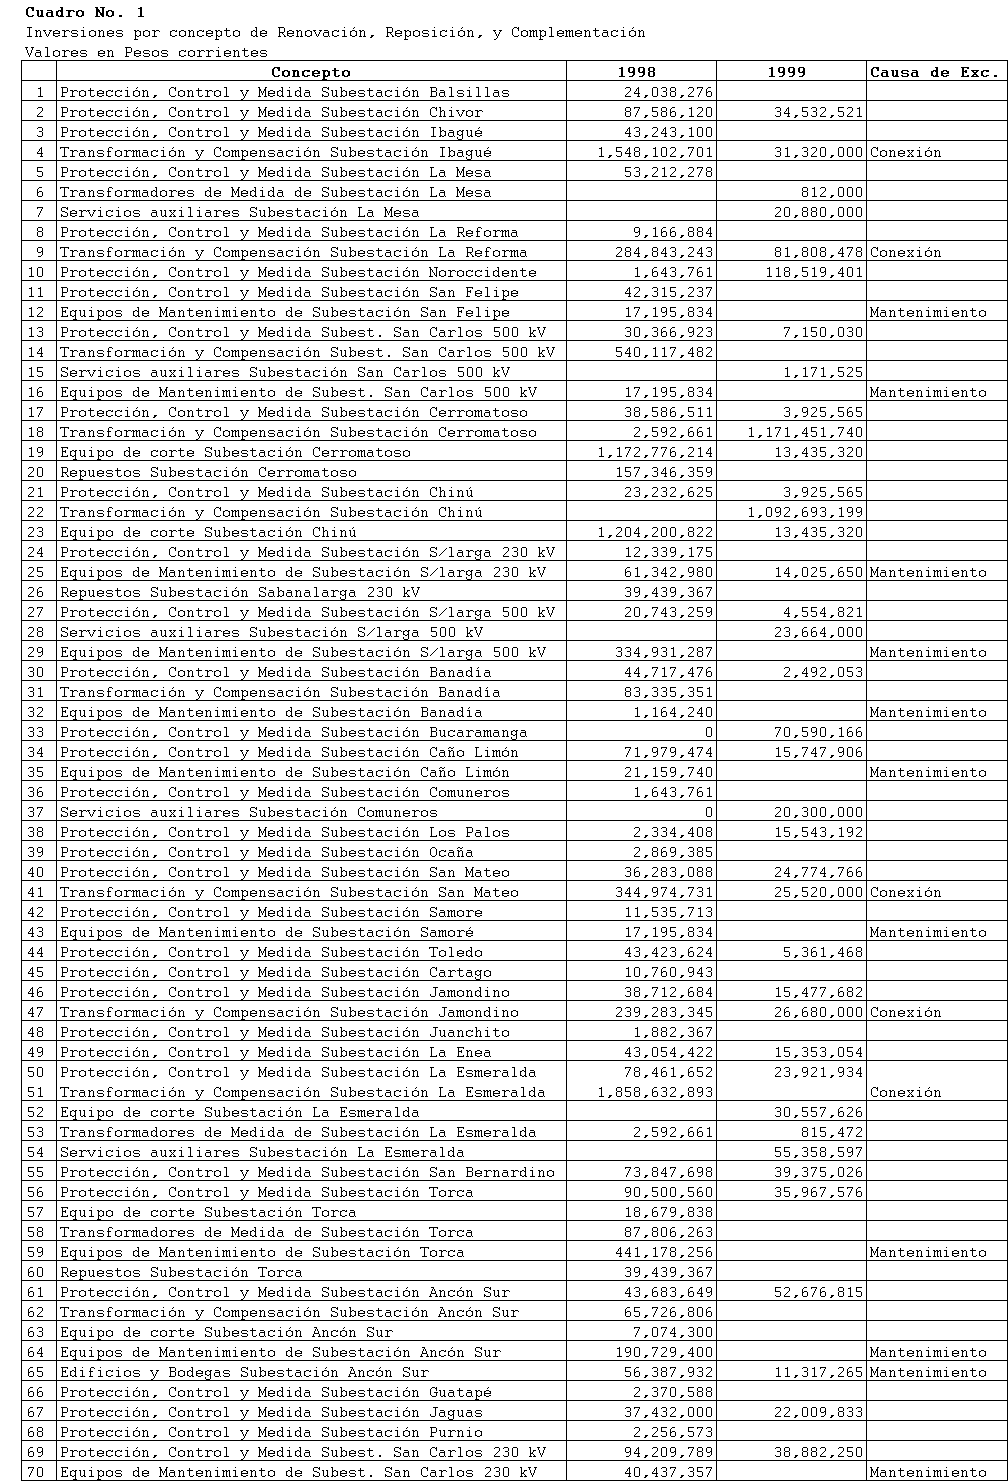 Cuadro No. 1
Inversiones por concepto de Renovación, Reposición, y Complementación
Valores en Pesos corrientes
Concepto 1998 1999 Causa de Exc.
1 Protección, Control y Medida Subestación Balsillas 24,038,276
2 Protección, Control y Medida Subestación Chivor 87,586,120 34,532,521
3 Protección, Control y Medida Subestación Ibagué 43,243,100
4 Transformación y Compensación Subestación Ibagué 1,548,102,701 31,320,000 Conexión
5 Protección, Control y Medida Subestación La Mesa 53,212,278
6 Transformadores de Medida de Subestación La Mesa 812,000
7 Servicios auxiliares Subestación La Mesa 20,880,000
8 Protección, Control y Medida Subestación La Reforma 9,166,884
9 Transformación y Compensación Subestación La Reforma 284,843,243 81,808,478 Conexión
10 Protección, Control y Medida Subestación Noroccidente 1,643,761 118,519,401
11 Protección, Control y Medida Subestación San Felipe 42,315,237
12 Equipos de Mantenimiento de Subestación San Felipe 17,195,834 Mantenimiento
13 Protección, Control y Medida Subest. San Carlos 500 kV 30,366,923 7,150,030
14 Transformación y Compensación Subest. San Carlos 500 kV 540,117,482
15 Servicios auxiliares Subestación San Carlos 500 kV 1,171,525
16 Equipos de Mantenimiento de Subest. San Carlos 500 kV 17,195,834 Mantenimiento
17 Protección, Control y Medida Subestación Cerromatoso 38,586,511 3,925,565
18 Transformación y Compensación Subestación Cerromatoso 2,592,661 1,171,451,740
19 Equipo de corte Subestación Cerromatoso 1,172,776,214 13,435,320
20 Repuestos Subestación Cerromatoso 157,346,359
21 Protección, Control y Medida Subestación Chinú 23,232,625 3,925,565
22 Transformación y Compensación Subestación Chinú 1,092,693,199
23 Equipo de corte Subestación Chinú 1,204,200,822 13,435,320
24 Protección, Control y Medida Subestación S/larga 230 kV 12,339,175
25 Equipos de Mantenimiento de Subestación S/larga 230 kV 61,342,980 14,025,650 Mantenimiento
26 Repuestos Subestación Sabanalarga 230 kV 39,439,367
27 Protección, Control y Medida Subestación S/larga 500 kV 20,743,259 4,554,821
28 Servicios auxiliares Subestación S/larga 500 kV 23,664,000
29 Equipos de Mantenimiento de Subestación S/larga 500 kV 334,931,287 Mantenimiento
30 Protección, Control y Medida Subestación Banadía 44,717,476 2,492,053
31 Transformación y Compensación Subestación Banadía 83,335,351
32 Equipos de Mantenimiento de Subestación Banadía 1,164,240 Mantenimiento
33 Protección, Control y Medida Subestación Bucaramanga 0 70,590,166
34 Protección, Control y Medida Subestación Caño Limón 71,979,474 15,747,906
35 Equipos de Mantenimiento de Subestación Caño Limón 21,159,740 Mantenimiento
36 Protección, Control y Medida Subestación Comuneros 1,643,761
37 Servicios auxiliares Subestación Comuneros 0 20,300,000
38 Protección, Control y Medida Subestación Los Palos 2,334,408 15,543,192
39 Protección, Control y Medida Subestación Ocaña 2,869,385
40 Protección, Control y Medida Subestación San Mateo 36,283,088 24,774,766
41 Transformación y Compensación Subestación San Mateo 344,974,731 25,520,000 Conexión
42 Protección, Control y Medida Subestación Samore 11,535,713
43 Equipos de Mantenimiento de Subestación Samoré 17,195,834 Mantenimiento
44 Protección, Control y Medida Subestación Toledo 43,423,624 5,361,468
45 Protección, Control y Medida Subestación Cartago 10,760,943
46 Protección, Control y Medida Subestación Jamondino 38,712,684 15,477,682
47 Transformación y Compensación Subestación Jamondino 239,283,345 26,680,000 Conexión
48 Protección, Control y Medida Subestación Juanchito 1,882,367
49 Protección, Control y Medida Subestación La Enea 43,054,422 15,353,054
50 Protección, Control y Medida Subestación La Esmeralda 78,461,652 23,921,934
51 Transformación y Compensación Subestación La Esmeralda 1,858,632,893 Conexión
52 Equipo de corte Subestación La Esmeralda 30,557,626
53 Transformadores de Medida de Subestación La Esmeralda 2,592,661 815,472
54 Servicios auxiliares Subestación La Esmeralda 55,358,597
55 Protección, Control y Medida Subestación San Bernardino 73,847,698 39,375,026
56 Protección, Control y Medida Subestación Torca 90,500,560 35,967,576
57 Equipo de corte Subestación Torca 18,679,838
58 Transformadores de Medida de Subestación Torca 87,806,263
59 Equipos de Mantenimiento de Subestación Torca 441,178,256 Mantenimiento
60 Repuestos Subestación Torca 39,439,367
61 Protección, Control y Medida Subestación Ancón Sur 43,683,649 52,676,815
62 Transformación y Compensación Subestación Ancón Sur 65,726,806
63 Equipo de corte Subestación Ancón Sur 7,074,300
64 Equipos de Mantenimiento de Subestación Ancón Sur 190,729,400 Mantenimiento
65 Edificios y Bodegas Subestación Ancón Sur 56,387,932 11,317,265 Mantenimiento
66 Protección, Control y Medida Subestación Guatapé 2,370,588
67 Protección, Control y Medida Subestación Jaguas 37,432,000 22,009,833
68 Protección, Control y Medida Subestación Purnio 2,256,573
69 Protección, Control y Medida Subest. San Carlos 230 kV 94,209,789 38,882,250
70 Equipos de Mantenimiento de Subest. San Carlos 230 kV 40,437,357 Mantenimiento